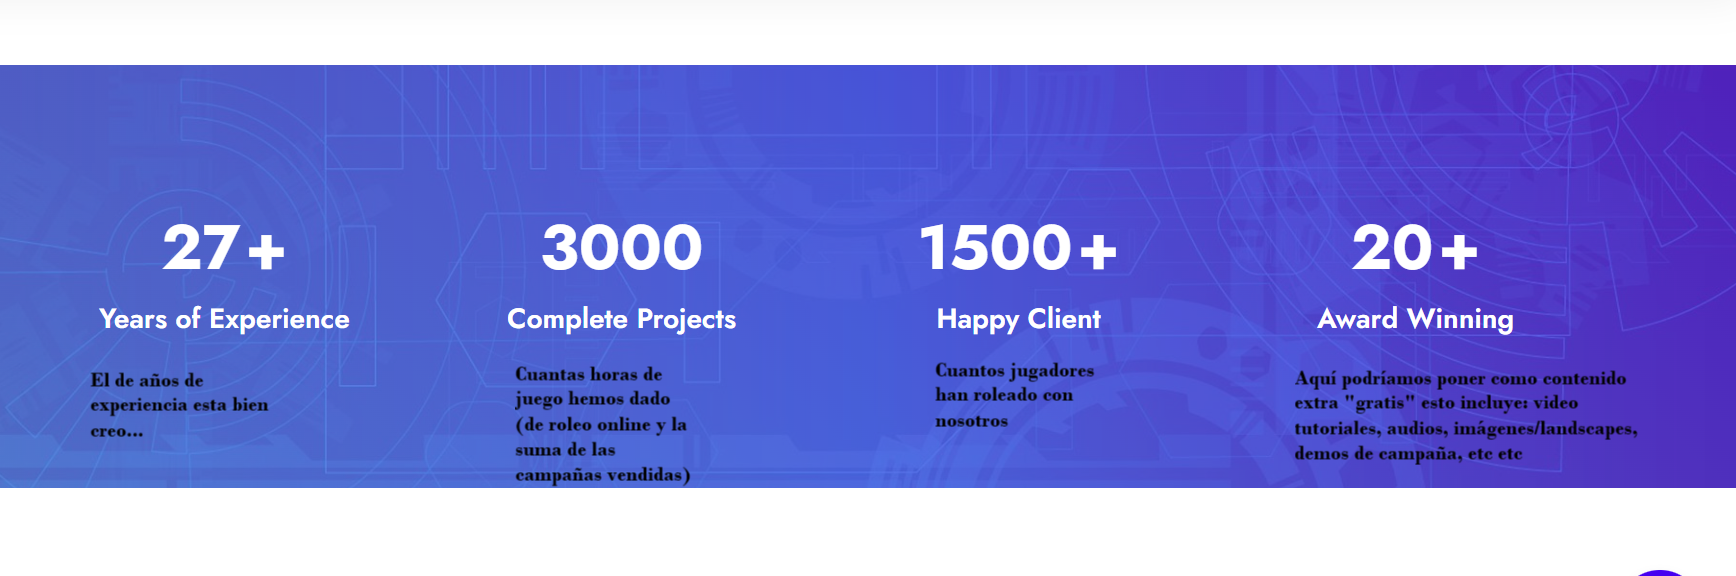 27+
Years of Experience
El de años de
experiencia esta bien
creo...
3000
Complete Projects
Cuantas horas de
juego hemos dado
(de roleo online y la
suma de las
campañas vendidas)
1500+
Happy Client
Cuantos jugadores
han roleado con
nosotros
20+
Award Winning
Aquí podríamos poner como contenido
extra "gratis" esto incluye: video
tutoriales, audios, imágenes/landscapes,
demos de campaña, etc etc